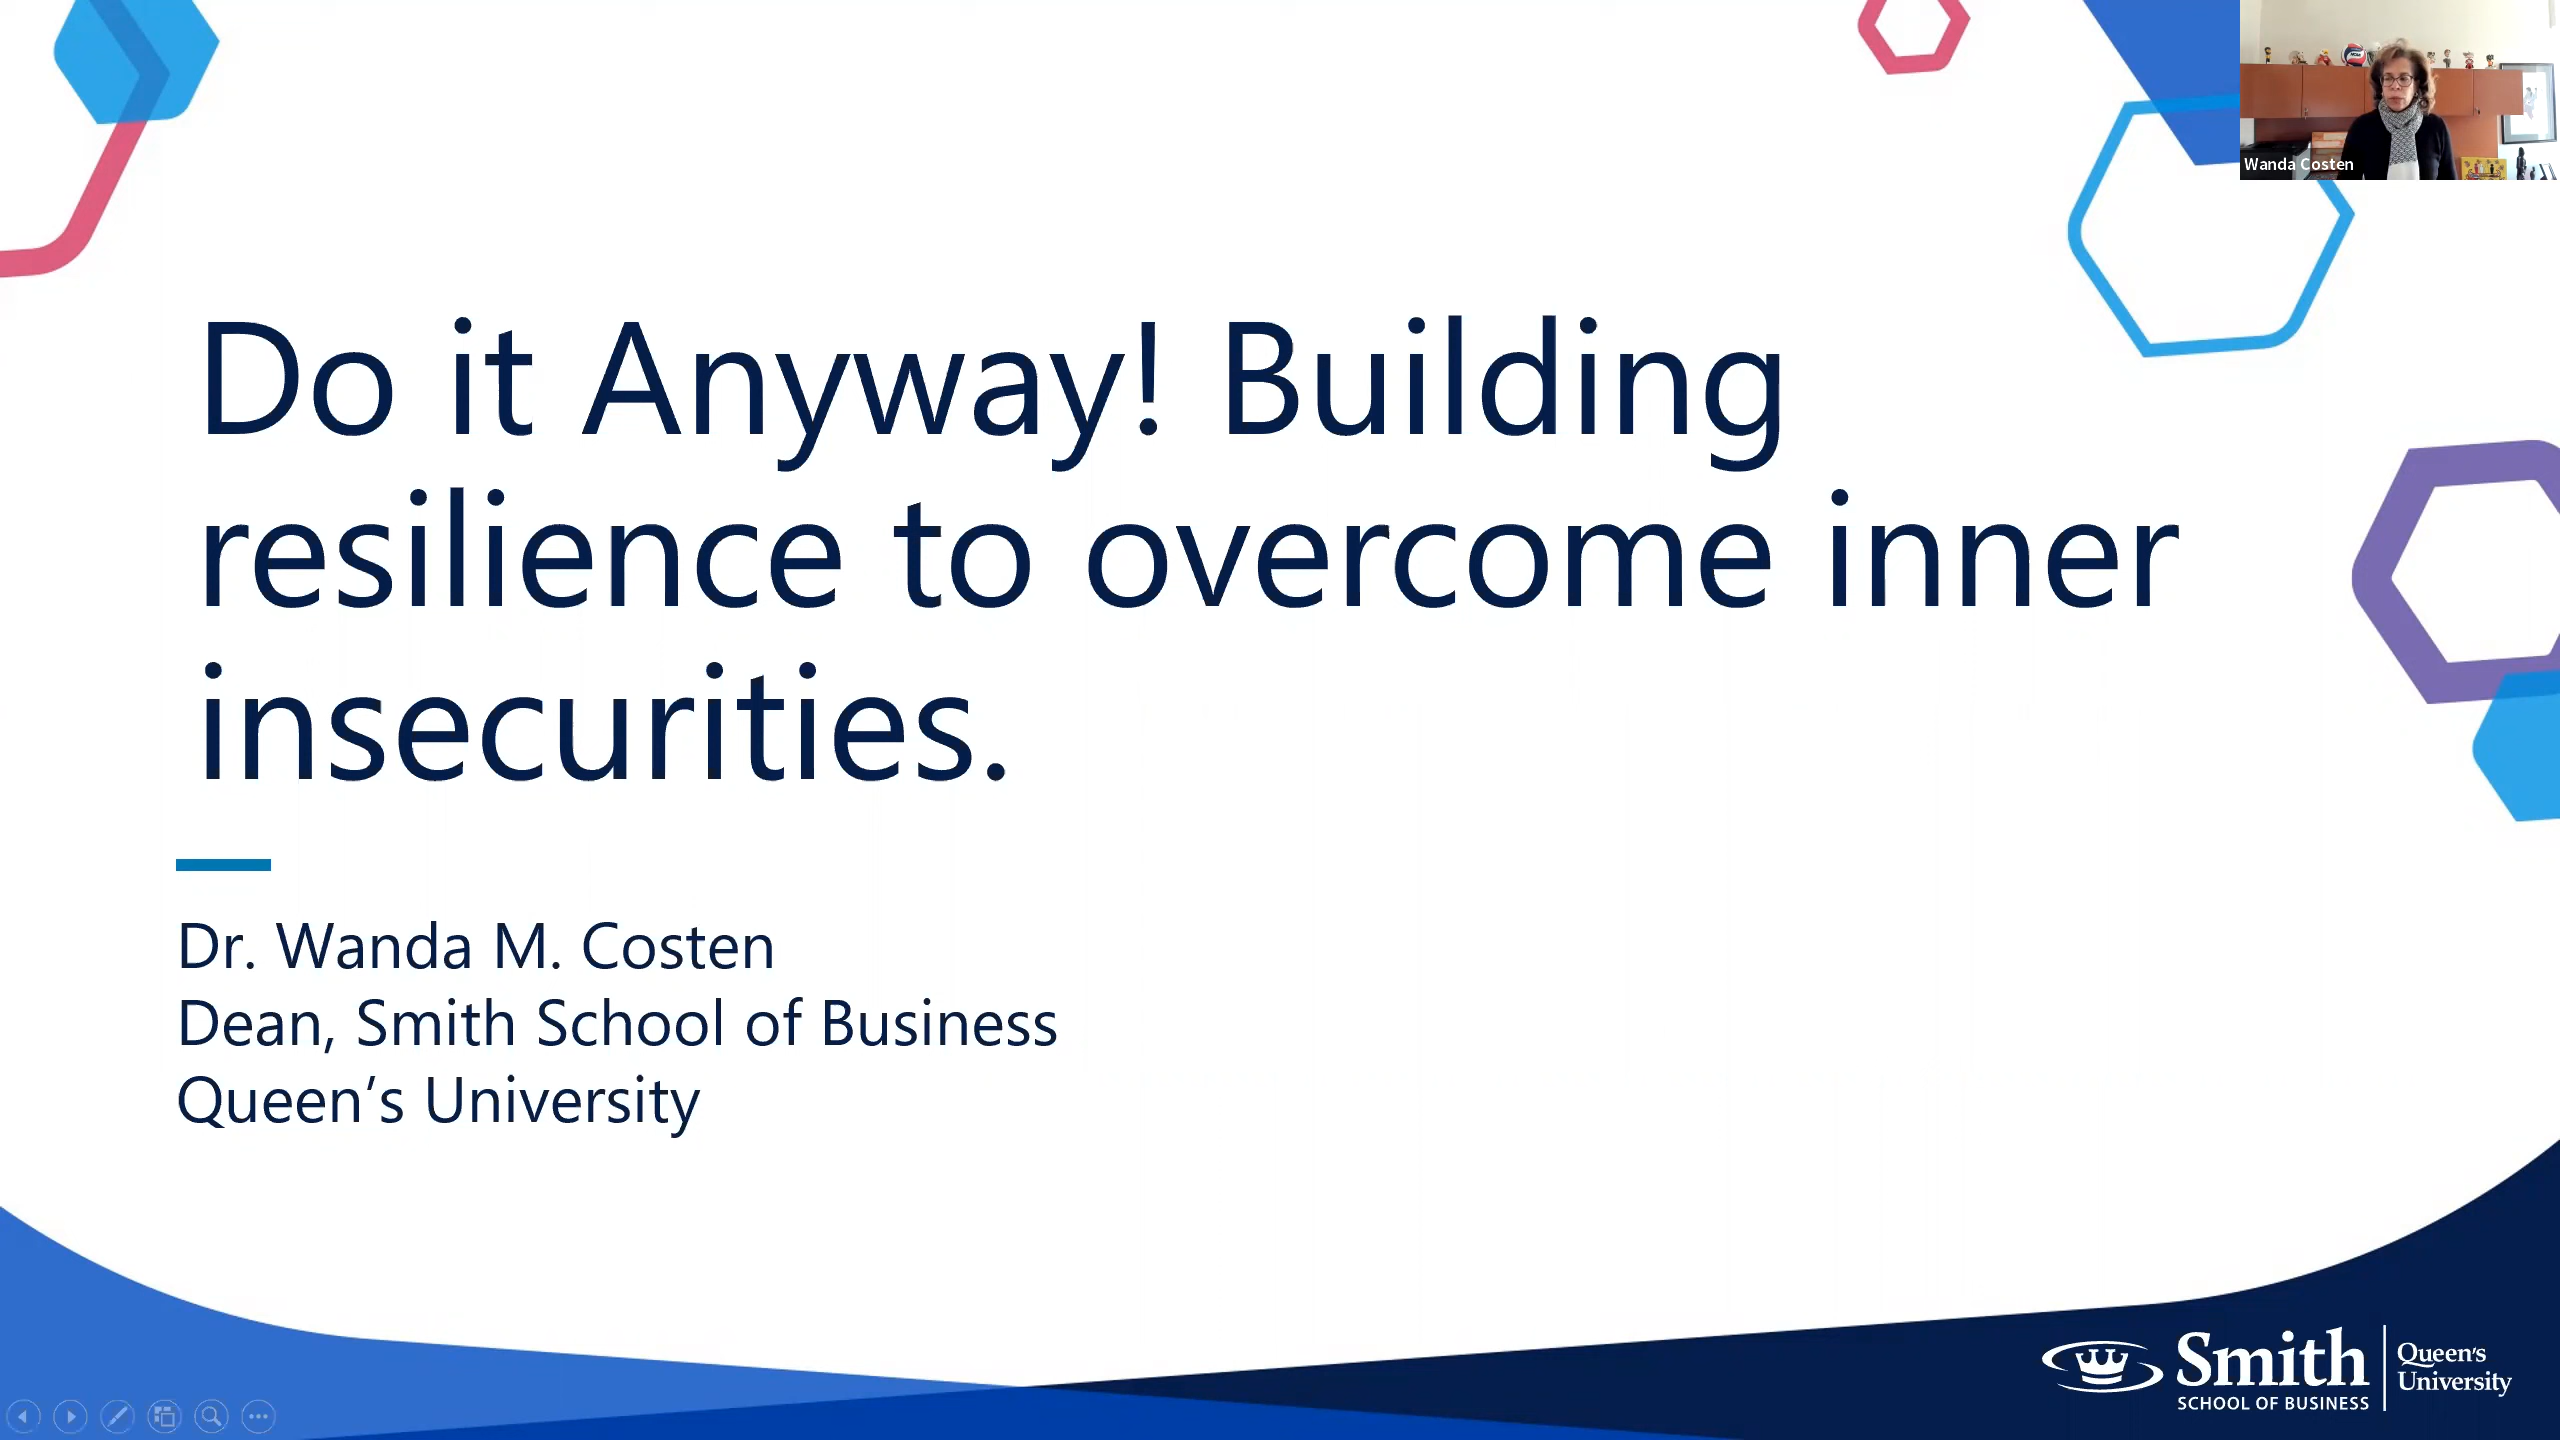 Wanda Costen
Do it Anyway! Building
resilience to overcome inner
insecurities.
Dr. Wanda M. Costen
Dean, Smith School of Business
Queen’s University
Smith
SCHOOL OF BUSINESS
Queen's
University